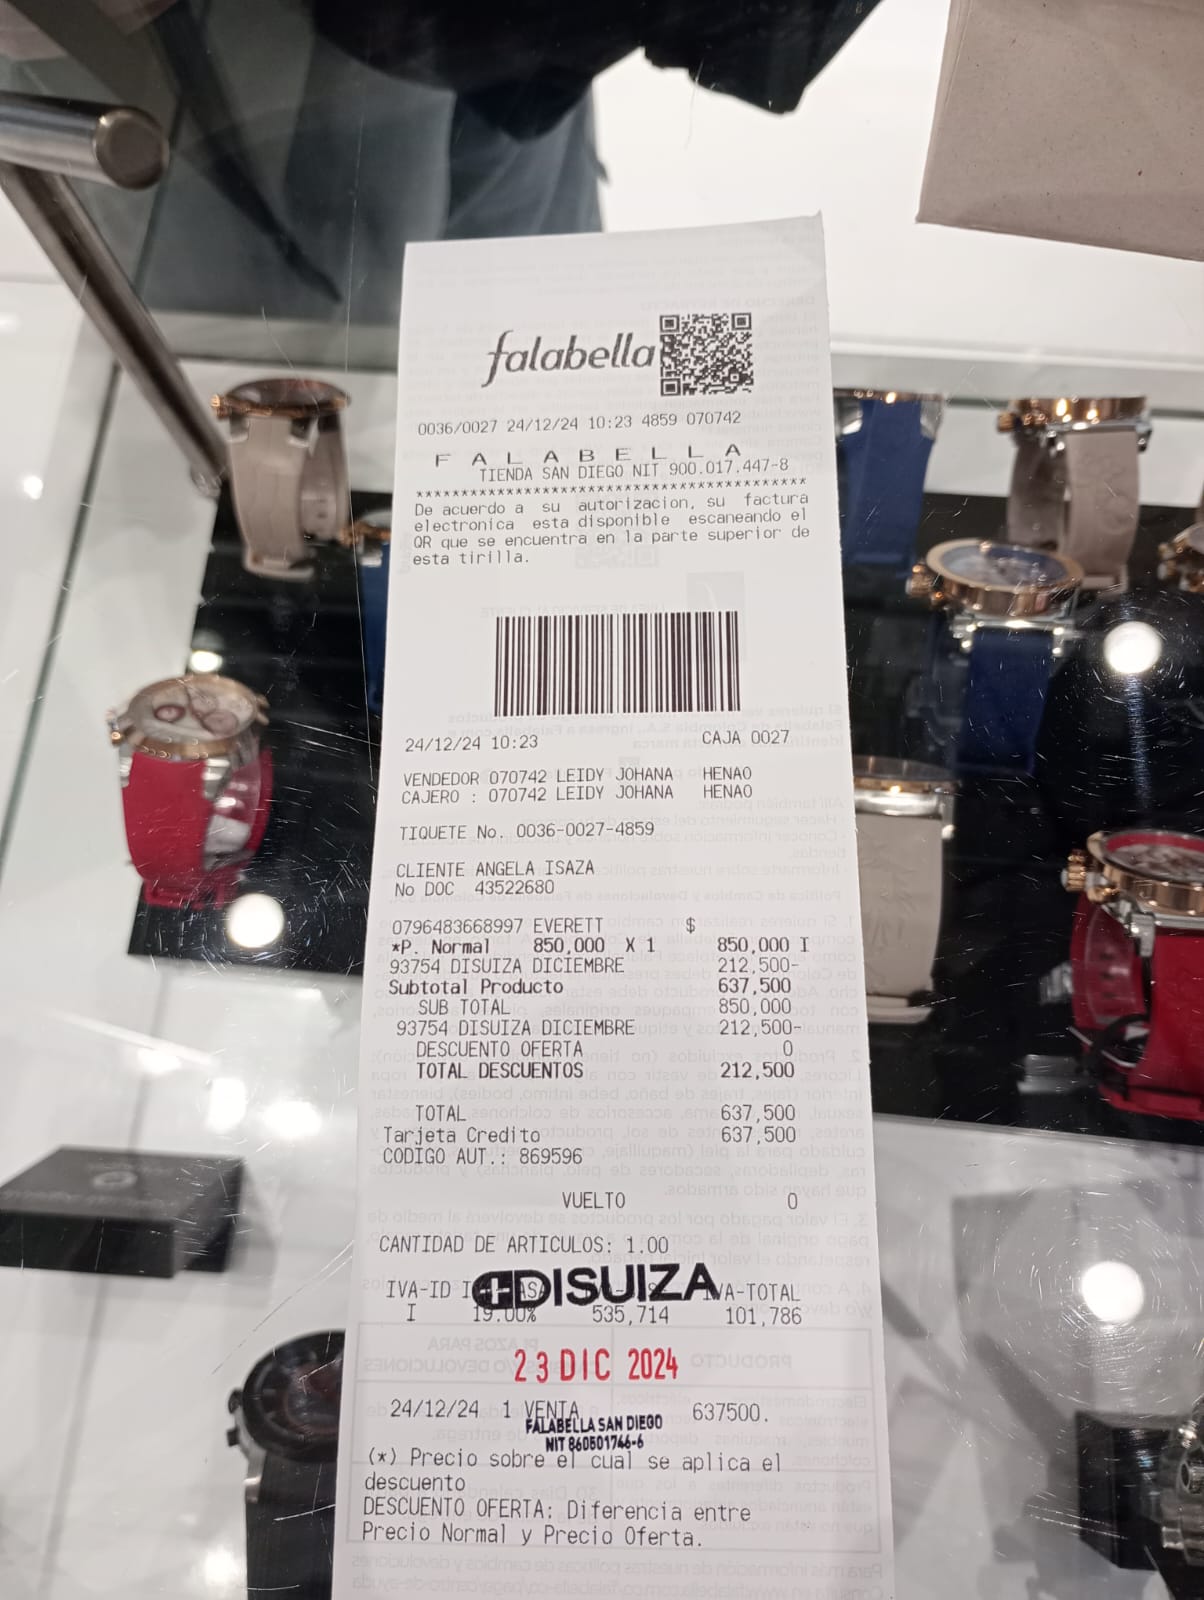 falabella
0036/0027 24/12/24 10:23 4859 070742
F A L A B E L L A
TIENDA SAN DIEGO NIT 900.017.447-8
*******************************************
De acuerdo a su autorizacion, su factura
electronica esta disponible escaneando el
QR que se encuentra en la parte superior de
esta tirilla.
24/12/24 10:23 CAJA 0027
VENDEDOR 070742 LEIDY JOHANA HENAO
CAJERO : 070742 LEIDY JOHANA HENAO
TIQUETE No. 0036-0027-4859
CLIENTE ANGELA ISAZA
No DOC 43522680
0796483668997 EVERETT $
*P. Normal 850,000 X 1 850,000 I
93754 DISUIZA DICIEMBRE 212,500-
Subtotal Producto 637,500
SUB TOTAL 850,000
93754 DISUIZA DICIEMBRE 212,500-
DESCUENTO OFERTA 0
TOTAL DESCUENTOS 212,500
TOTAL 637,500
Tarjeta Credito 637,500
CODIGO AUT.: 869596
VUELTO 0
CANTIDAD DE ARTICULOS: 1.00
DISUIZA
IVA-ID IVA-TOTAL
I 19.00% 535,714 101,786
23 DIC 2024
24/12/24 1 VENTA 637500.
FALABELLA SAN DIEGO
NIT 860501746-6
(*) Precio sobre el cual se aplica el
descuento
DESCUENTO OFERTA: Diferencia entre
Precio Normal y Precio Oferta.